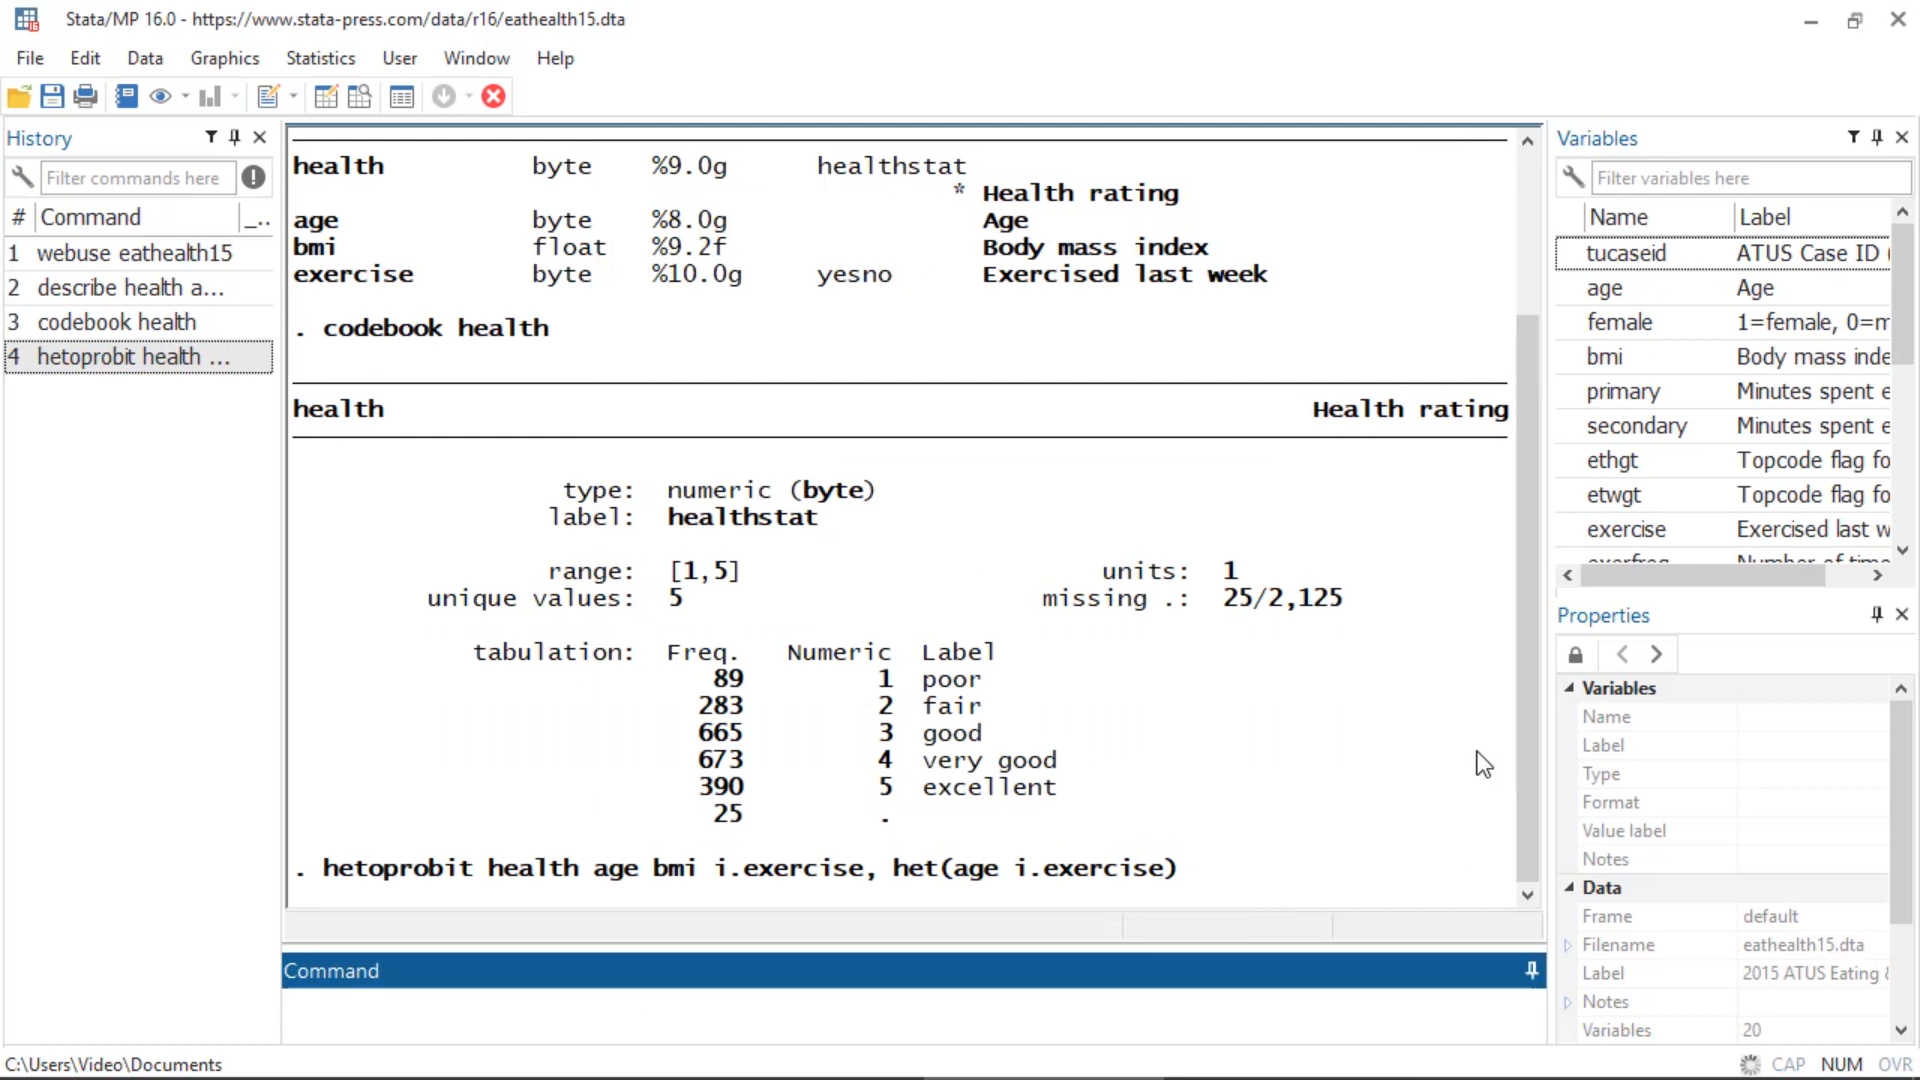 Stata/MP 16.0 - https://www.stata-press.com/data/r16/eathealth15.dta
File Edit Data Graphics Statistics User Window Help
History
Filter commands here
# Command _..
1 webuse eathealth15
2 describe health a...
3 codebook health
4 hetoprobit health ...
health byte %9.0g healthstat
* Health rating
age byte %8.0g Age
bmi float %9.2f Body mass index
exercise byte %10.0g yesno Exercised last week
. codebook health
health Health rating
type: numeric (byte)
label: healthstat
range: [1,5] units: 1
unique values: 5 missing .: 25/2,125
tabulation: Freq. Numeric Label
89 1 poor
283 2 fair
665 3 good
673 4 very good
390 5 excellent
25 .
. hetoprobit health age bmi i.exercise, het(age i.exercise)
Command
Variables
Filter variables here
Name Label
tucaseid ATUS Case ID (
age Age
female 1=female, 0=m
bmi Body mass inde
primary Minutes spent e
secondary Minutes spent e
ethgt Topcode flag fo
etwgt Topcode flag fo
exercise Exercised last w
exerfreq Number of time
Properties
Variables
Name
Label
Type
Format
Value label
Notes
Data
Frame default
Filename eathealth15.dta
Label 2015 ATUS Eating &
Notes
Variables 20
C:\Users\Video\Documents
CAP NUM OVR